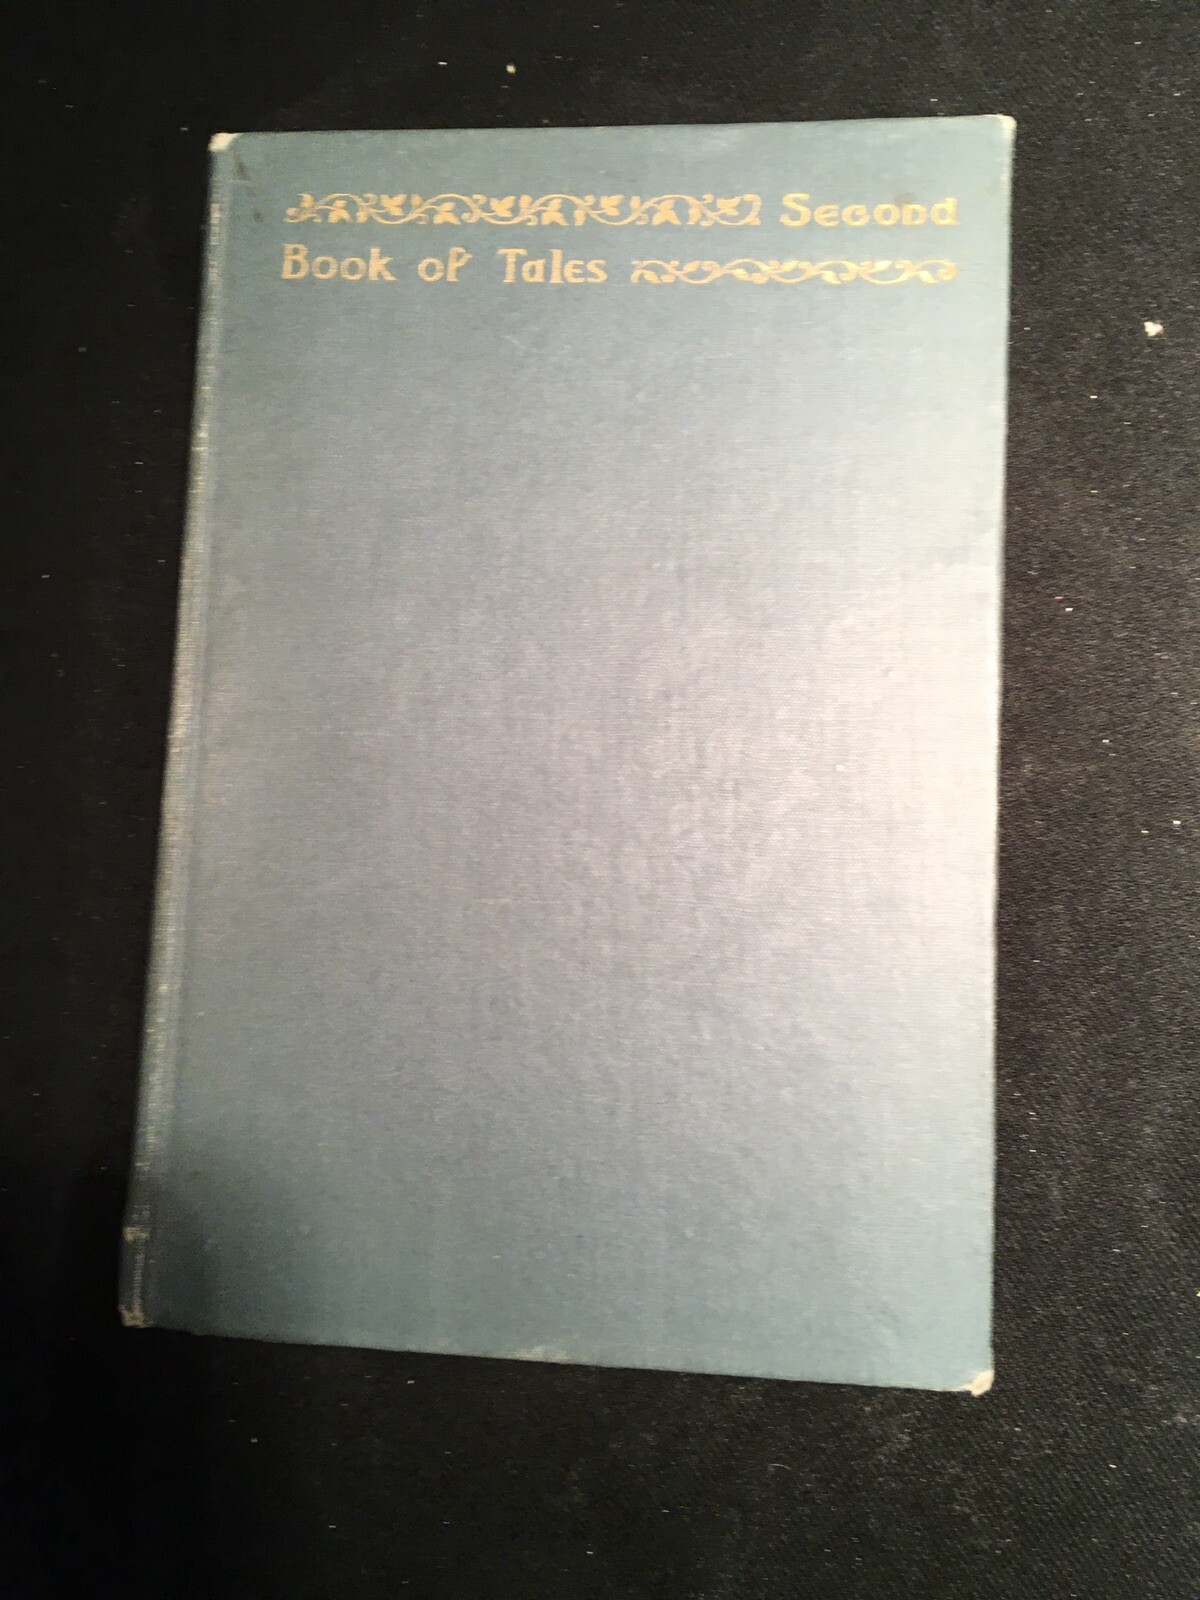 Second
Book of Tales